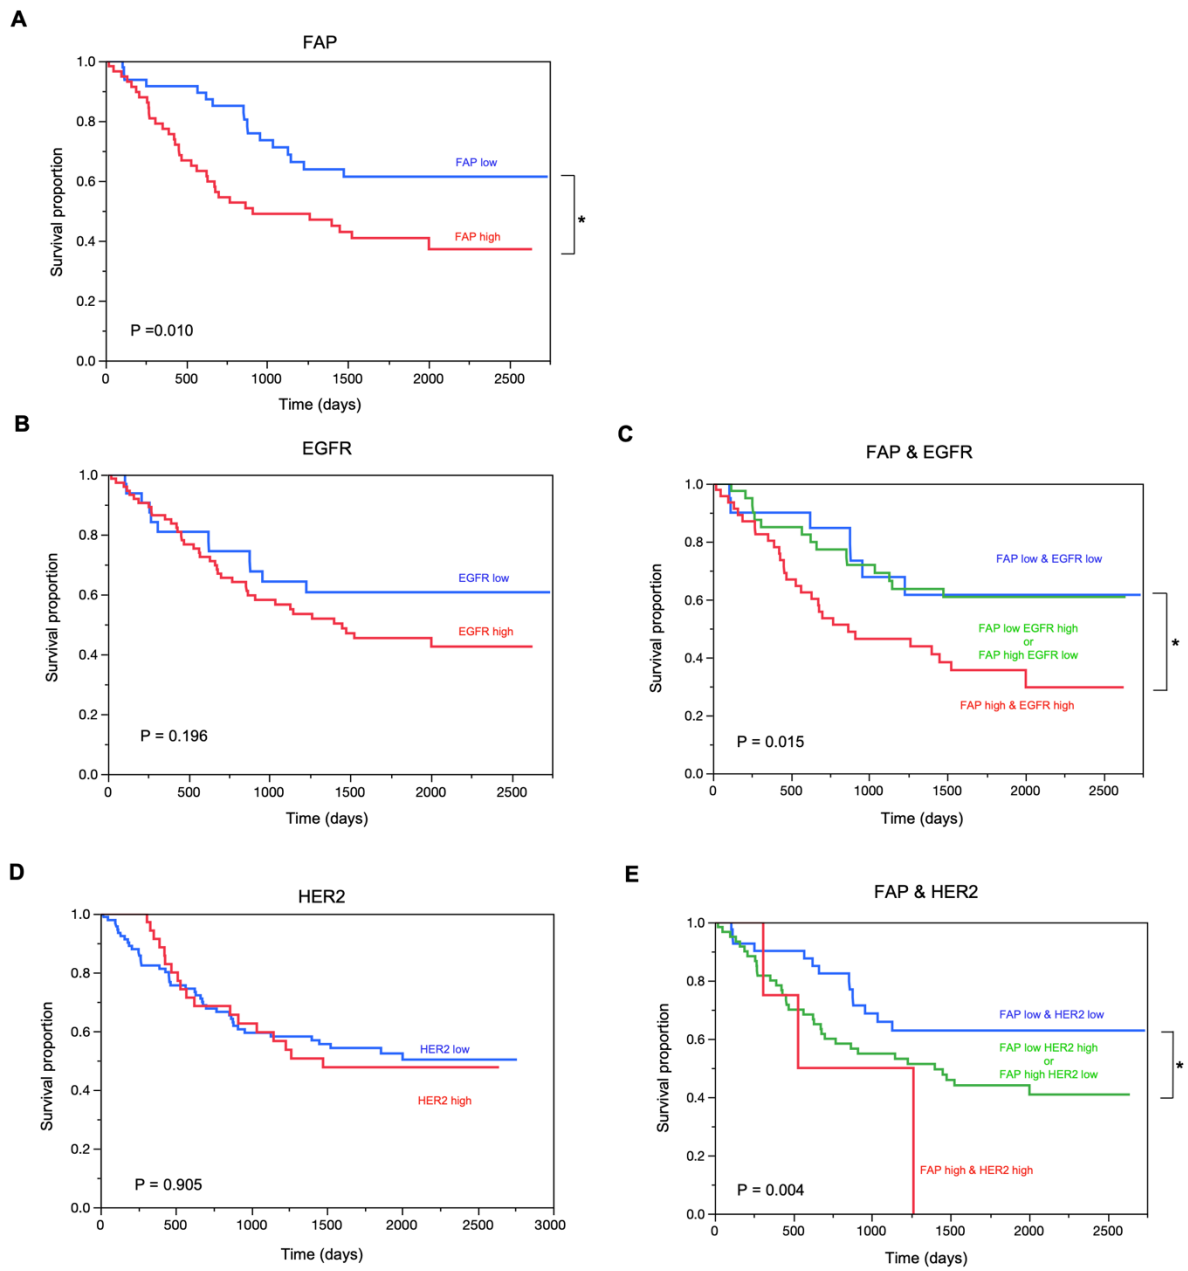 A
FAP
1.0
0.8
0.6
0.4
0.2
0.0
Survival proportion
FAP low
FAP high
*
P =0.010
0 500 1000 1500 2000 2500
Time (days)
B
EGFR
1.0
0.8
0.6
0.4
0.2
0.0
Survival proportion
EGFR low
EGFR high
P = 0.196
0 500 1000 1500 2000 2500
Time (days)
C
FAP & EGFR
1.0
0.8
0.6
0.4
0.2
0.0
Survival proportion
FAP low & EGFR low
FAP low EGFR high
or
FAP high EGFR low
FAP high & EGFR high
*
P = 0.015
0 500 1000 1500 2000 2500
Time (days)
D
HER2
1.0
0.8
0.6
0.4
0.2
0.0
Survival proportion
HER2 low
HER2 high
P = 0.905
0 500 1000 1500 2000 2500 3000
Time (days)
E
FAP & HER2
1.0
0.8
0.6
0.4
0.2
0.0
Survival proportion
FAP low & HER2 low
FAP low HER2 high
or
FAP high HER2 low
*
FAP high & HER2 high
P = 0.004
0 500 1000 1500 2000 2500
Time (days)